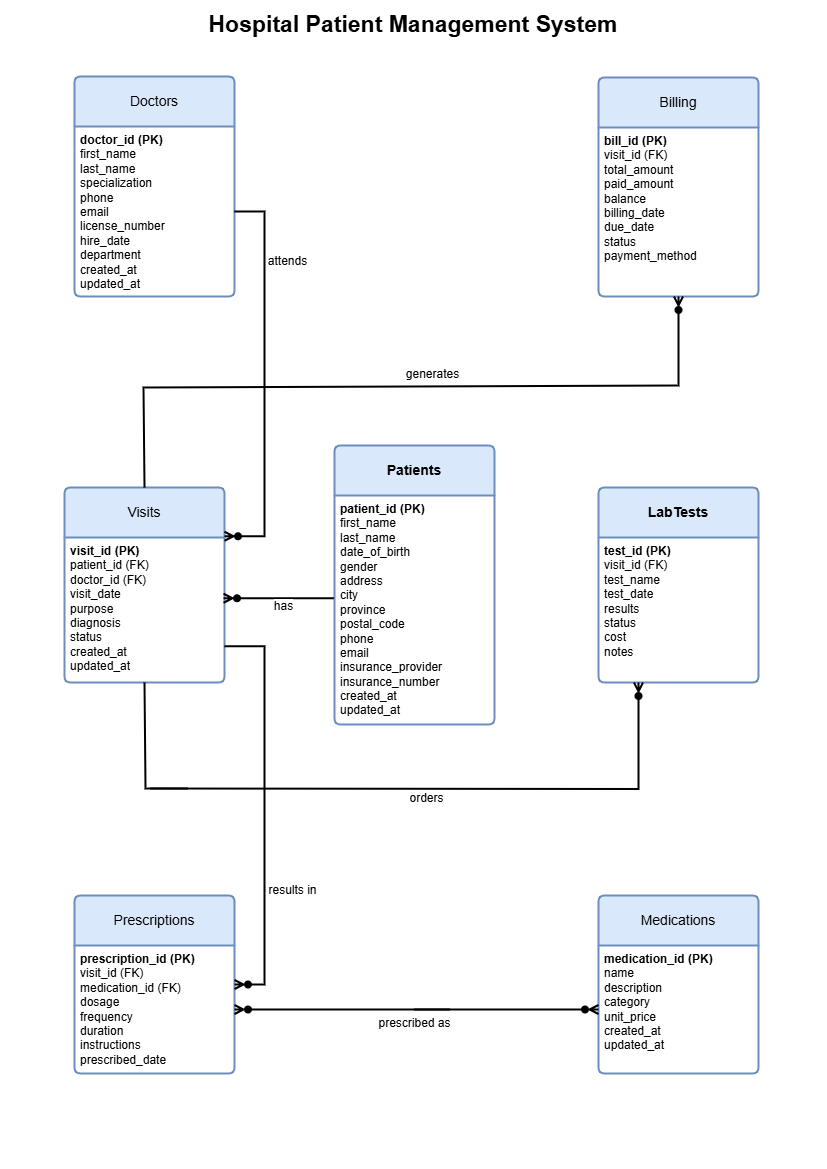 Hospital Patient Management System
Doctors
doctor_id (PK)
first_name
last_name
specialization
phone
email
license_number
hire_date
department
created_at
updated_at
Billing
bill_id (PK)
visit_id (FK)
total_amount
paid_amount
balance
billing_date
due_date
status
payment_method
attends
generates
Visits
visit_id (PK)
patient_id (FK)
doctor_id (FK)
visit_date
purpose
diagnosis
status
created_at
updated_at
has
Patients
patient_id (PK)
first_name
last_name
date_of_birth
gender
address
city
province
postal_code
phone
email
insurance_provider
insurance_number
created_at
updated_at
LabTests
test_id (PK)
visit_id (FK)
test_name
test_date
results
status
cost
notes
orders
results in
Prescriptions
prescription_id (PK)
visit_id (FK)
medication_id (FK)
dosage
frequency
duration
instructions
prescribed_date
prescribed as
Medications
medication_id (PK)
name
description
category
unit_price
created_at
updated_at